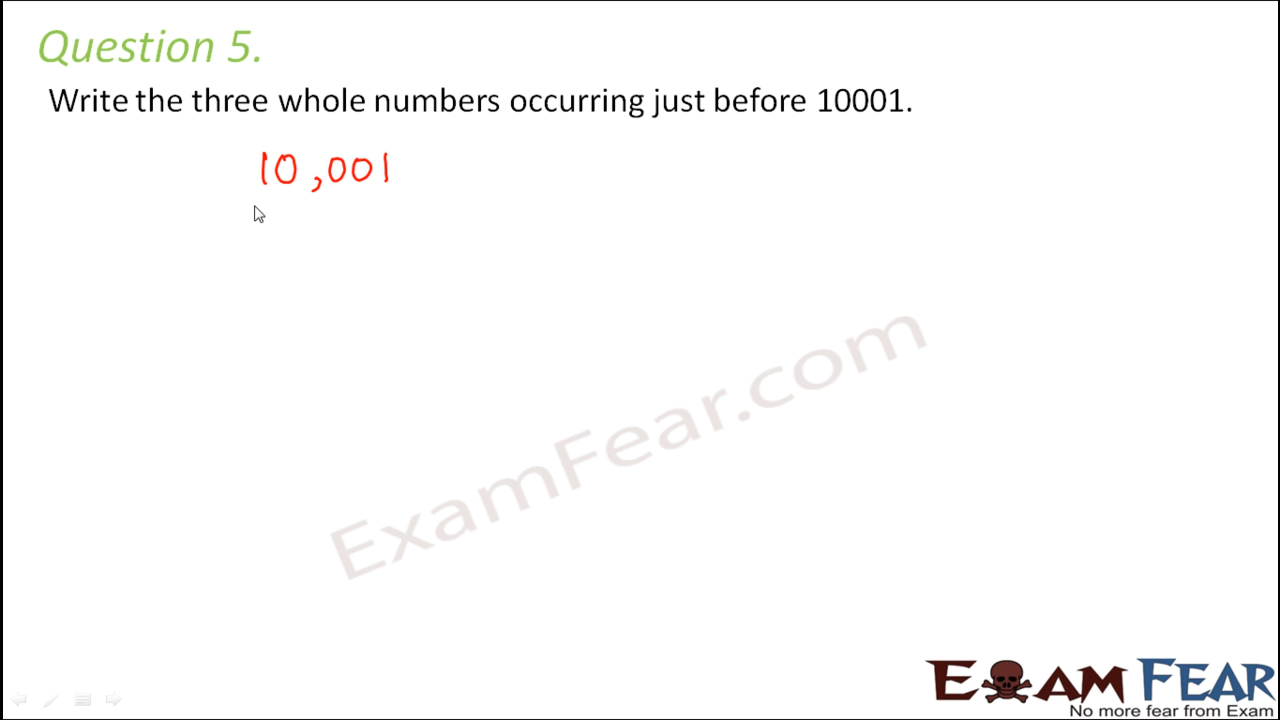 Question 5.
Write the three whole numbers occurring just before 10001.
10,001
ExamFear.com
EXAM FEAR
No more fear from Exam